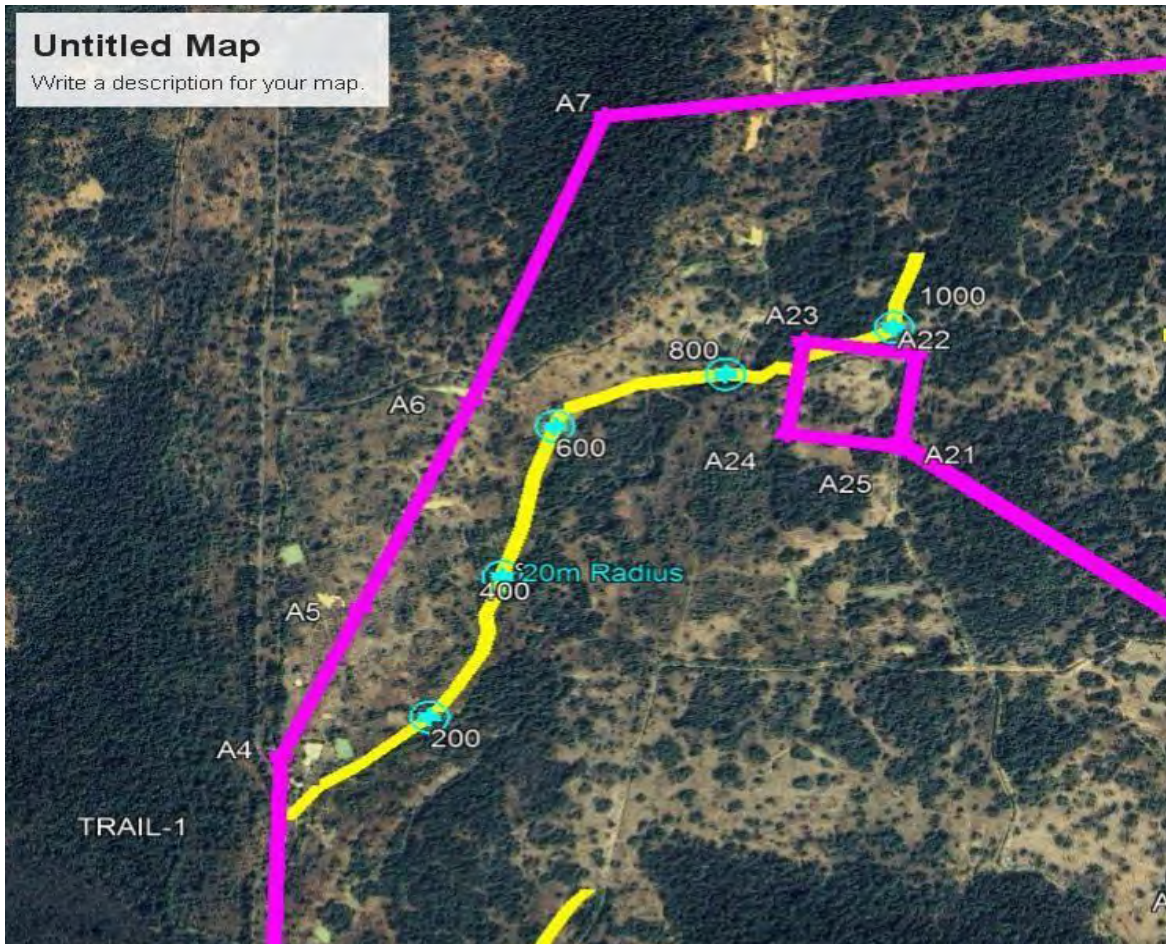 Untitled Map
Write a description for your map.
A7
1000
A23
A22
800
A6
600
A24
A21
A25
20m Radius
400
A5
200
A4
TRAIL-1
A